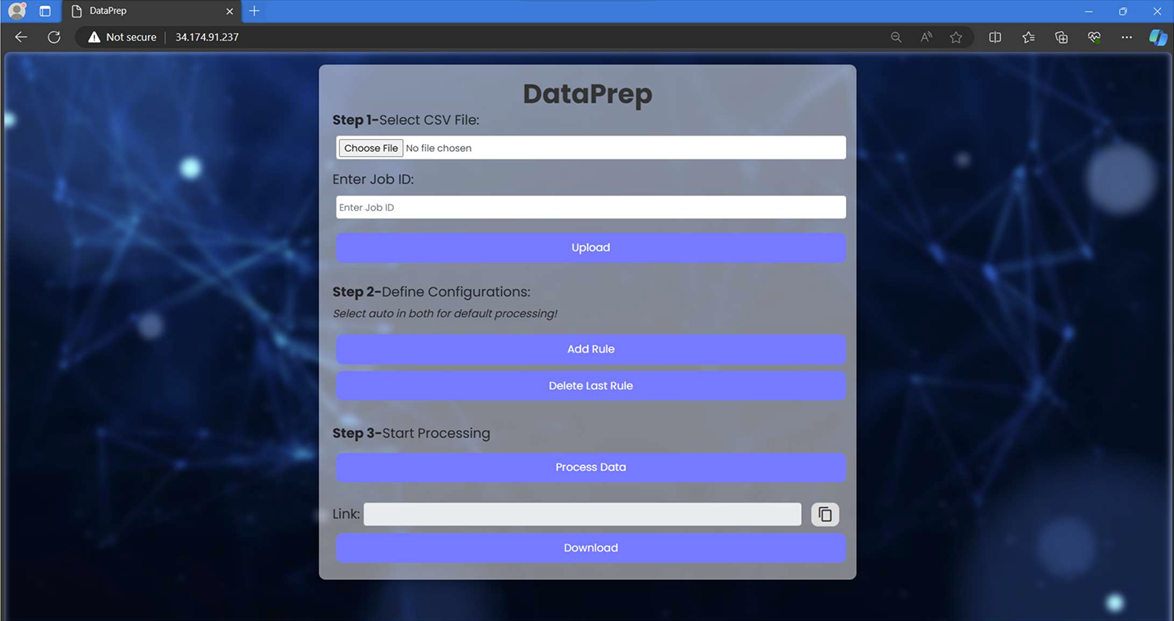 DataPrep
Not secure
34.174.91.237
DataPrep
Step 1-Select CSV File:
Choose File No file chosen
Enter Job ID:
Enter Job ID
Upload
Step 2-Define Configurations:
Select auto in both for default processing!
Add Rule
Delete Last Rule
Step 3-Start Processing
Process Data
Link:
Download